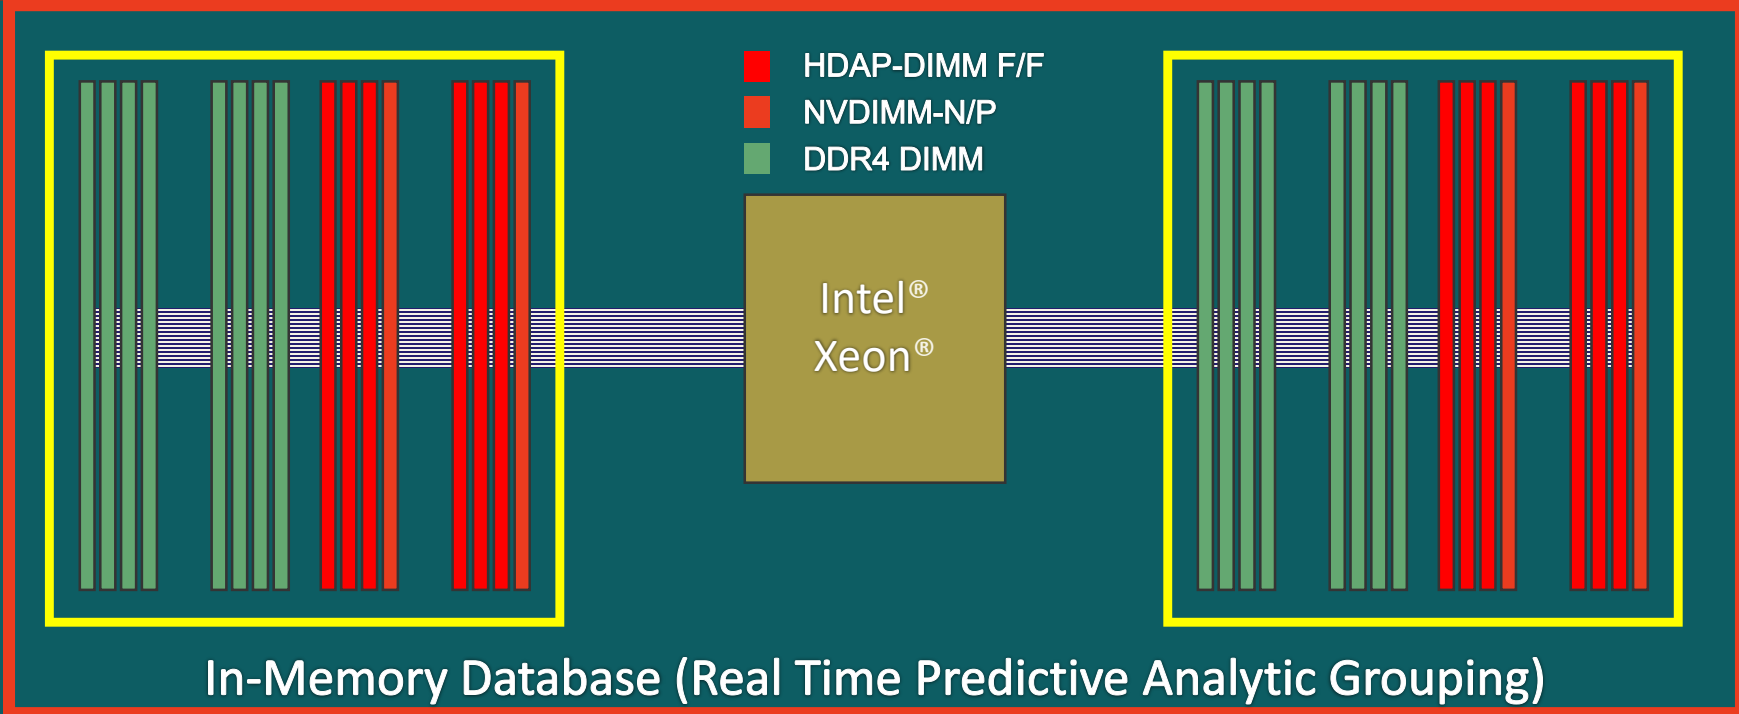 HDAP-DIMM F/F
NVDIMM-N/P
DDR4 DIMM
Intel®
Xeon®
In-Memory Database (Real Time Predictive Analytic Grouping)